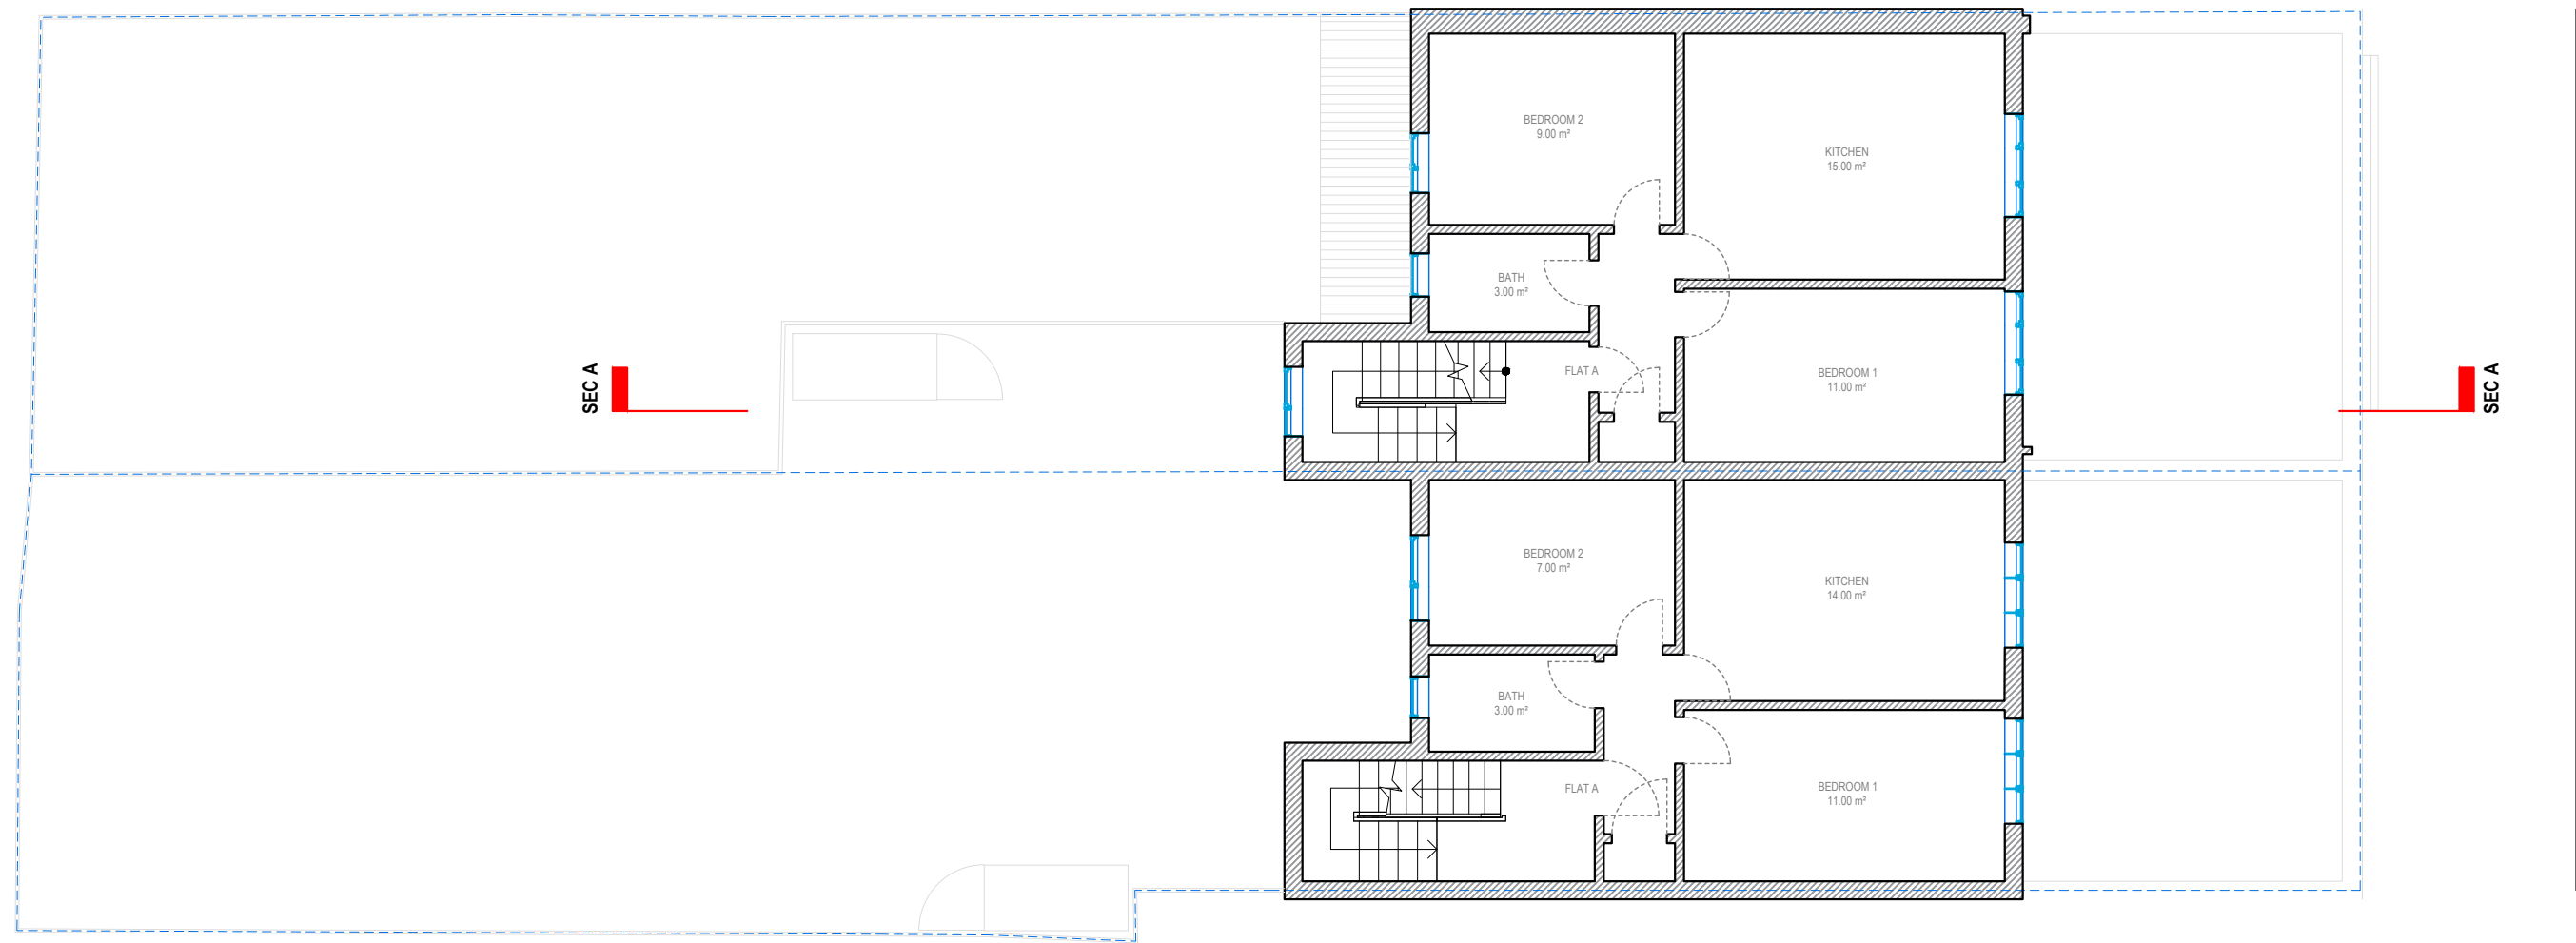 BEDROOM 2
9.00 m²
KITCHEN
15.00 m²
BATH
3.00 m²
SEC A
FLAT A
BEDROOM 1
11.00 m²
SEC A
BEDROOM 2
7.00 m²
KITCHEN
14.00 m²
BATH
3.00 m²
FLAT A
BEDROOM 1
11.00 m²